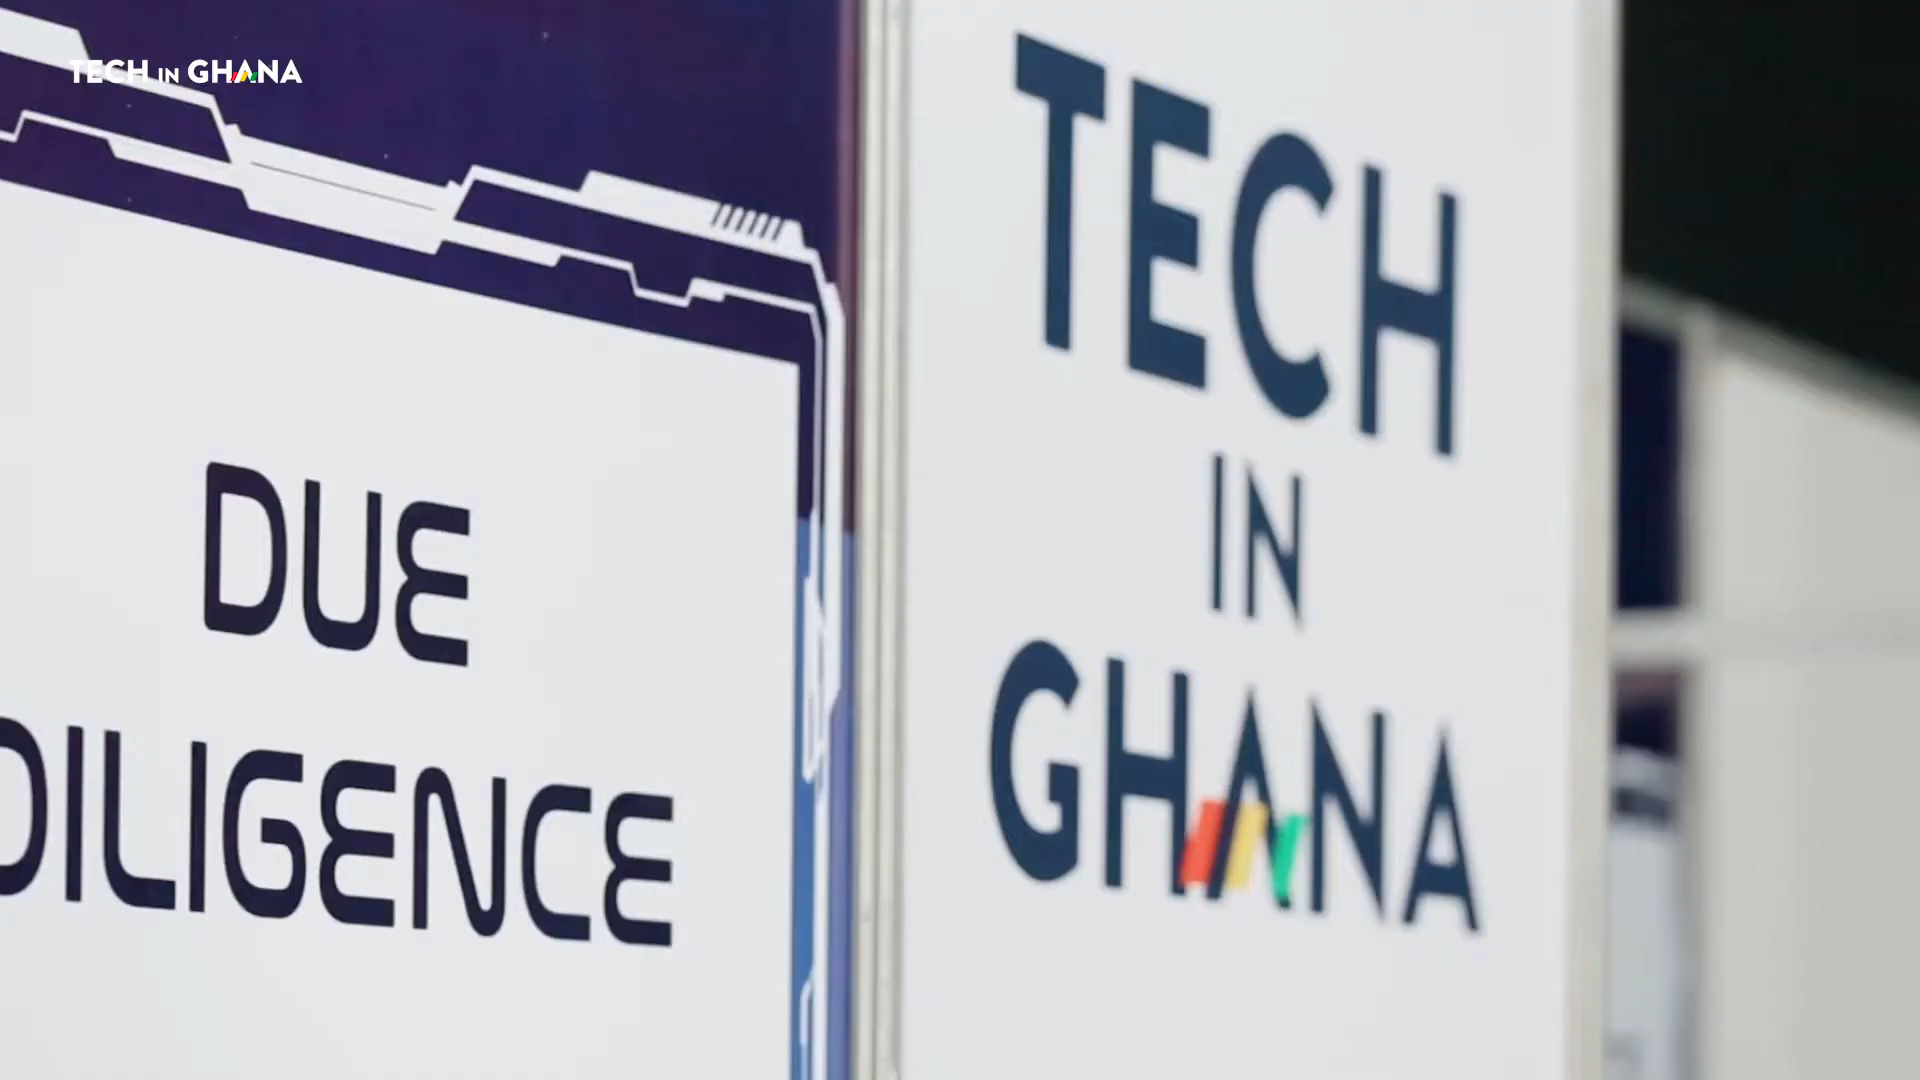 TECH IN GHANA
DUE
DILIGENCE
TECH
IN
GHANA